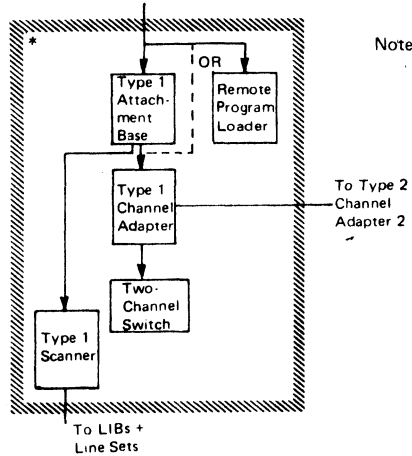 *
Note
OR
Type 1
Attach-
ment
Base
Remote
Program
Loader
Type 1
Channel
Adapter
To Type 2
Channel
Adapter 2
Two-
Channel
Switch
Type 1
Scanner
To LIBs +
Line Sets